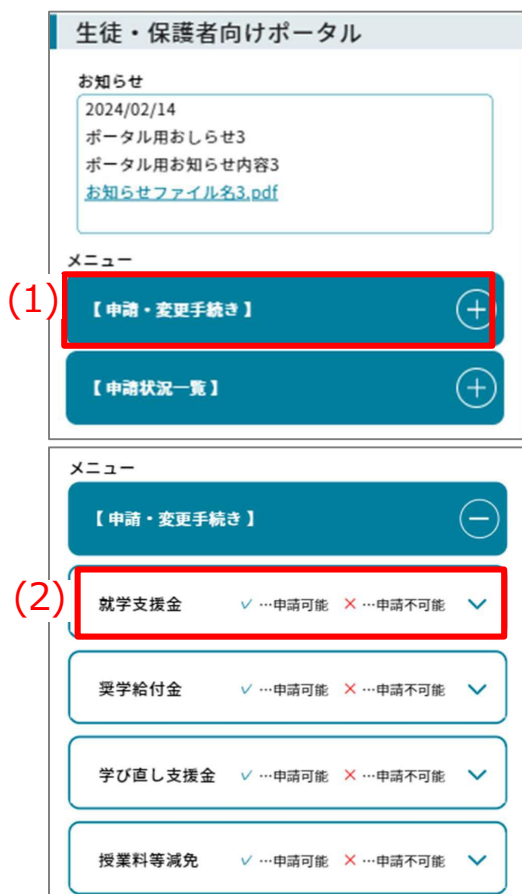 生徒・保護者向けポータル
お知らせ
2024/02/14
ポータル用おしらせ3
ポータル用お知らせ内容3
お知らせファイル名3.pdf
メニュー
(1)
【 申請・変更手続き 】
【 申請状況一覧 】
メニュー
【 申請・変更手続き 】
(2)
就学支援金 ✓ …申請可能 × …申請不可能
奨学給付金 ✓ …申請可能 × …申請不可能
学び直し支援金 ✓ …申請可能 × …申請不可能
授業料等減免 ✓ …申請可能 × …申請不可能